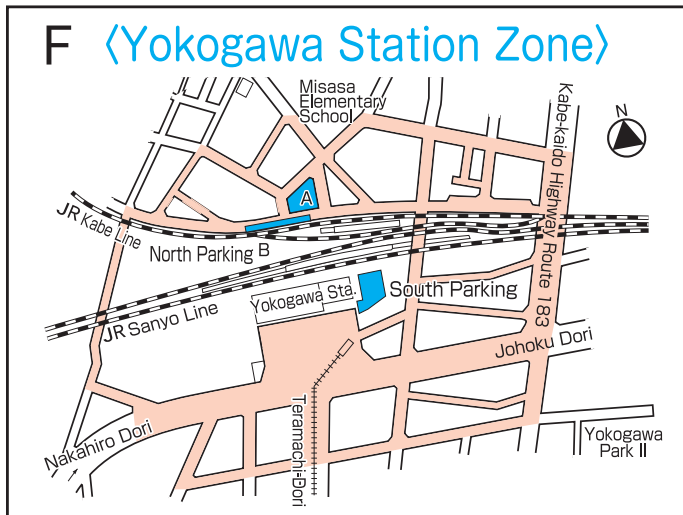 F 〈Yokogawa Station Zone〉
Misasa
Elementary
School
Kabe-kaido Highway Route 183
N
A
JR Kabe Line
North Parking B
Yokogawa Sta.
South Parking
JR Sanyo Line
Johoku Dori
Teramachi-Dori
Nakahiro Dori
Yokogawa
Park II